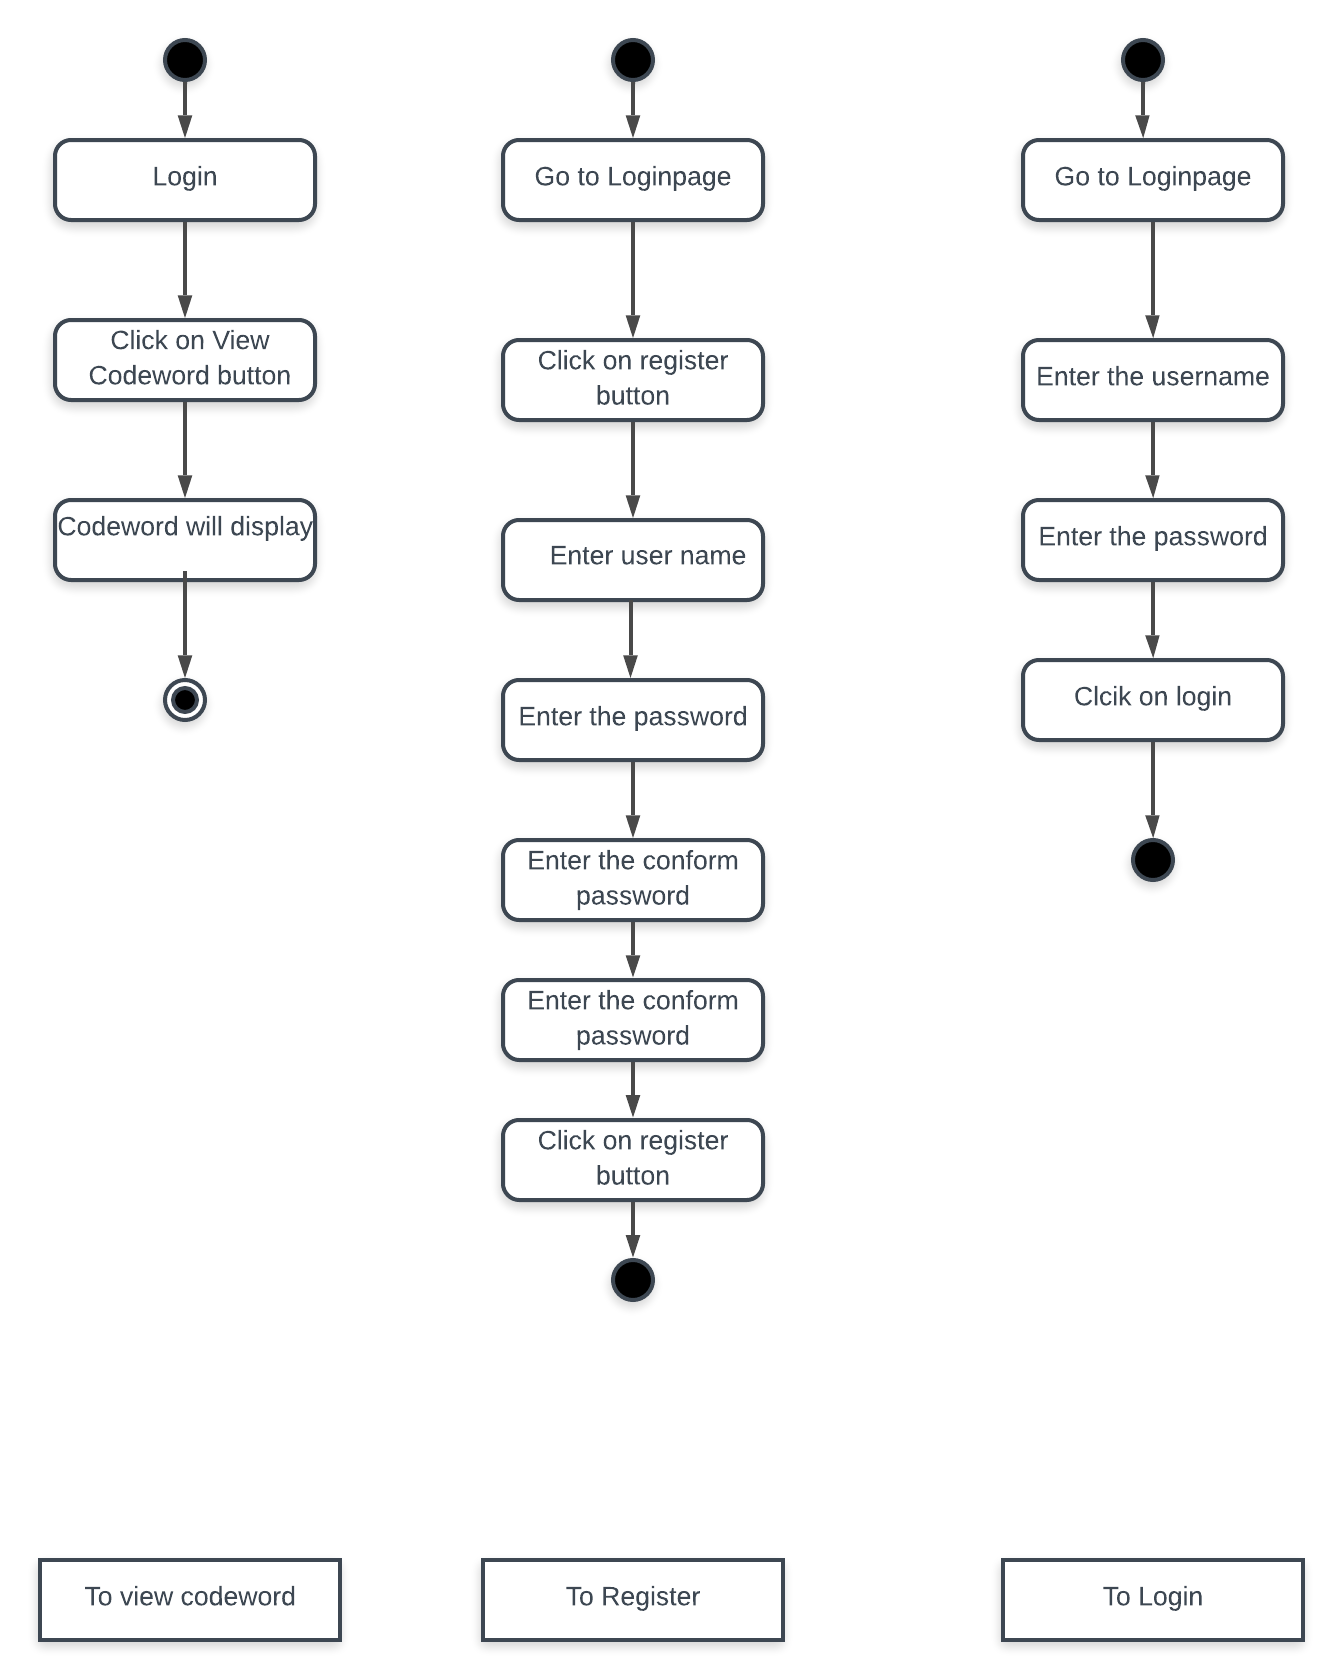 Login
Click on View
Codeword button
Codeword will display
Go to Loginpage
Click on register
button
Enter user name
Enter the password
Enter the conform
password
Enter the conform
password
Click on register
button
Go to Loginpage
Enter the username
Enter the password
Clcik on login
To view codeword
To Register
To Login